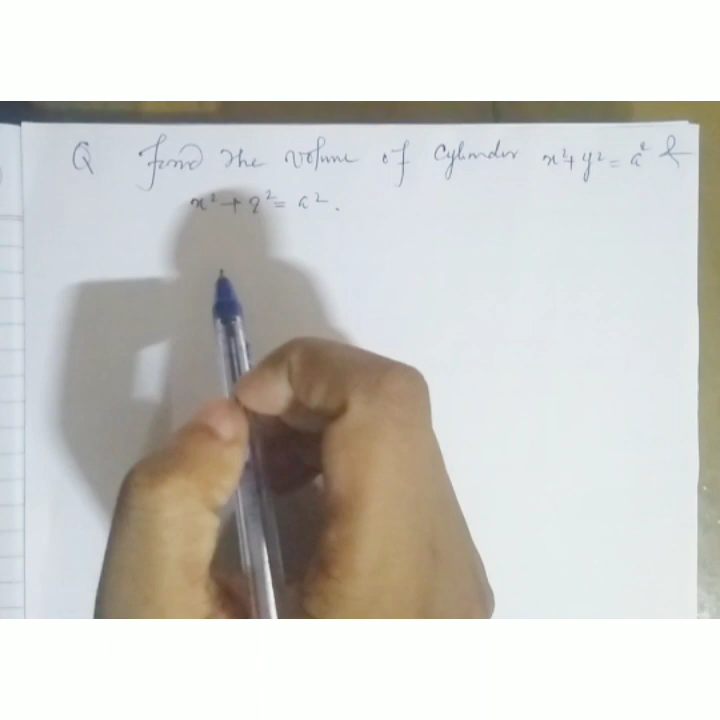 Q Find the volume of cylinder x²+y² = a² &
x²+z² = a².